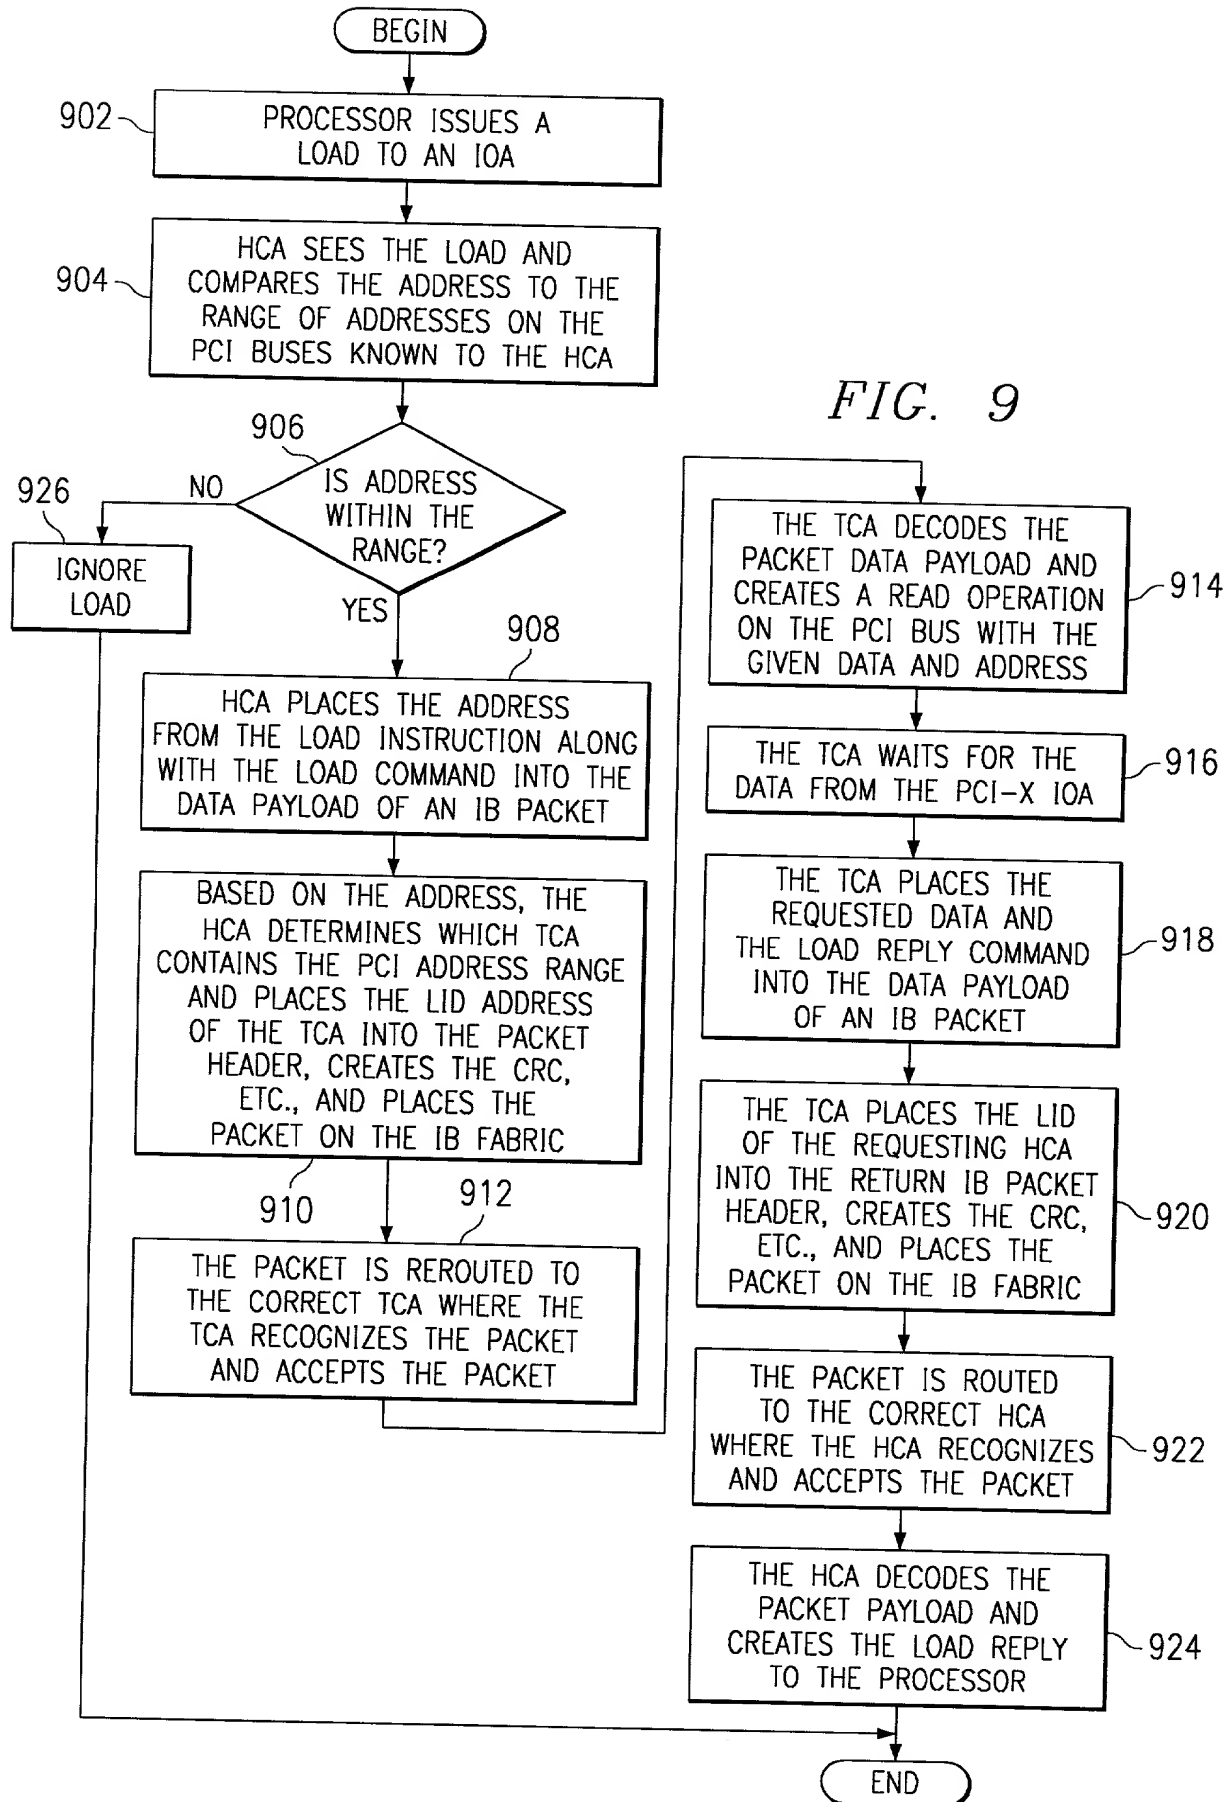 BEGIN
902
PROCESSOR ISSUES A
LOAD TO AN IOA
904
HCA SEES THE LOAD AND
COMPARES THE ADDRESS TO THE
RANGE OF ADDRESSES ON THE
PCI BUSES KNOWN TO THE HCA
906
IS ADDRESS
WITHIN THE
RANGE?
NO
926
IGNORE
LOAD
YES
908
HCA PLACES THE ADDRESS
FROM THE LOAD INSTRUCTION ALONG
WITH THE LOAD COMMAND INTO THE
DATA PAYLOAD OF AN IB PACKET
BASED ON THE ADDRESS, THE
HCA DETERMINES WHICH TCA
CONTAINS THE PCI ADDRESS RANGE
AND PLACES THE LID ADDRESS
OF THE TCA INTO THE PACKET
HEADER, CREATES THE CRC,
ETC., AND PLACES THE
PACKET ON THE IB FABRIC
910
912
THE PACKET IS REROUTED TO
THE CORRECT TCA WHERE THE
TCA RECOGNIZES THE PACKET
AND ACCEPTS THE PACKET
FIG. 9
THE TCA DECODES THE
PACKET DATA PAYLOAD AND
CREATES A READ OPERATION
ON THE PCI BUS WITH THE
GIVEN DATA AND ADDRESS
914
THE TCA WAITS FOR THE
DATA FROM THE PCI-X IOA
916
THE TCA PLACES THE
REQUESTED DATA AND
THE LOAD REPLY COMMAND
INTO THE DATA PAYLOAD
OF AN IB PACKET
918
THE TCA PLACES THE LID
OF THE REQUESTING HCA
INTO THE RETURN IB PACKET
HEADER, CREATES THE CRC,
ETC., AND PLACES THE
PACKET ON THE IB FABRIC
920
THE PACKET IS ROUTED
TO THE CORRECT HCA
WHERE THE HCA RECOGNIZES
AND ACCEPTS THE PACKET
922
THE HCA DECODES THE
PACKET PAYLOAD AND
CREATES THE LOAD REPLY
TO THE PROCESSOR
924
END